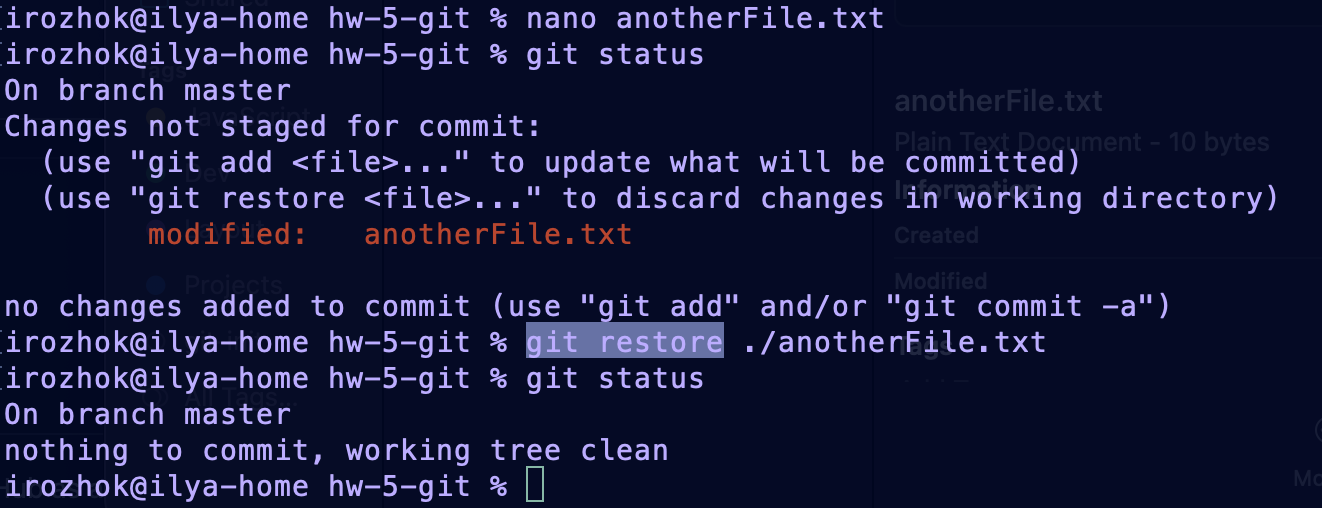 irozhok@ilya-home hw-5-git % nano anotherFile.txt
irozhok@ilya-home hw-5-git % git status
On branch master
Changes not staged for commit:
  (use "git add <file>..." to update what will be committed)
  (use "git restore <file>..." to discard changes in working directory)
        modified:   anotherFile.txt

no changes added to commit (use "git add" and/or "git commit -a")
irozhok@ilya-home hw-5-git % git restore ./anotherFile.txt
irozhok@ilya-home hw-5-git % git status
On branch master
nothing to commit, working tree clean
irozhok@ilya-home hw-5-git %
Shared
Tags
JavaScript
Dev
Projects
All Tags...
anotherFile.txt
Plain Text Document - 10 bytes
Information
Created
Modified
Tags